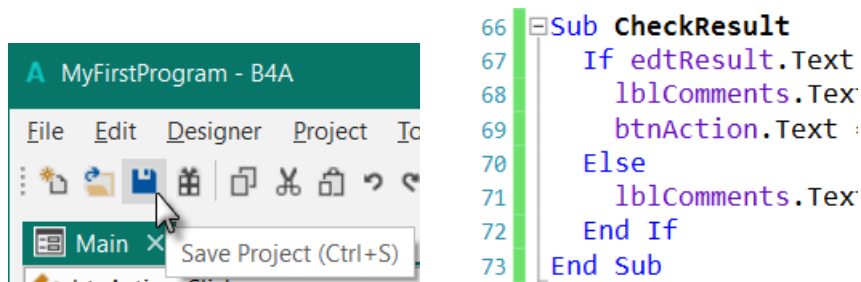 A MyFirstProgram - B4A
File Edit Designer Project To
Main
Save Project (Ctrl+S)
66 Sub CheckResult
67 If edtResult.Text
68 lblComments.Tex
69 btnAction.Text =
70 Else
71 lblComments.Tex
72 End If
73 End Sub